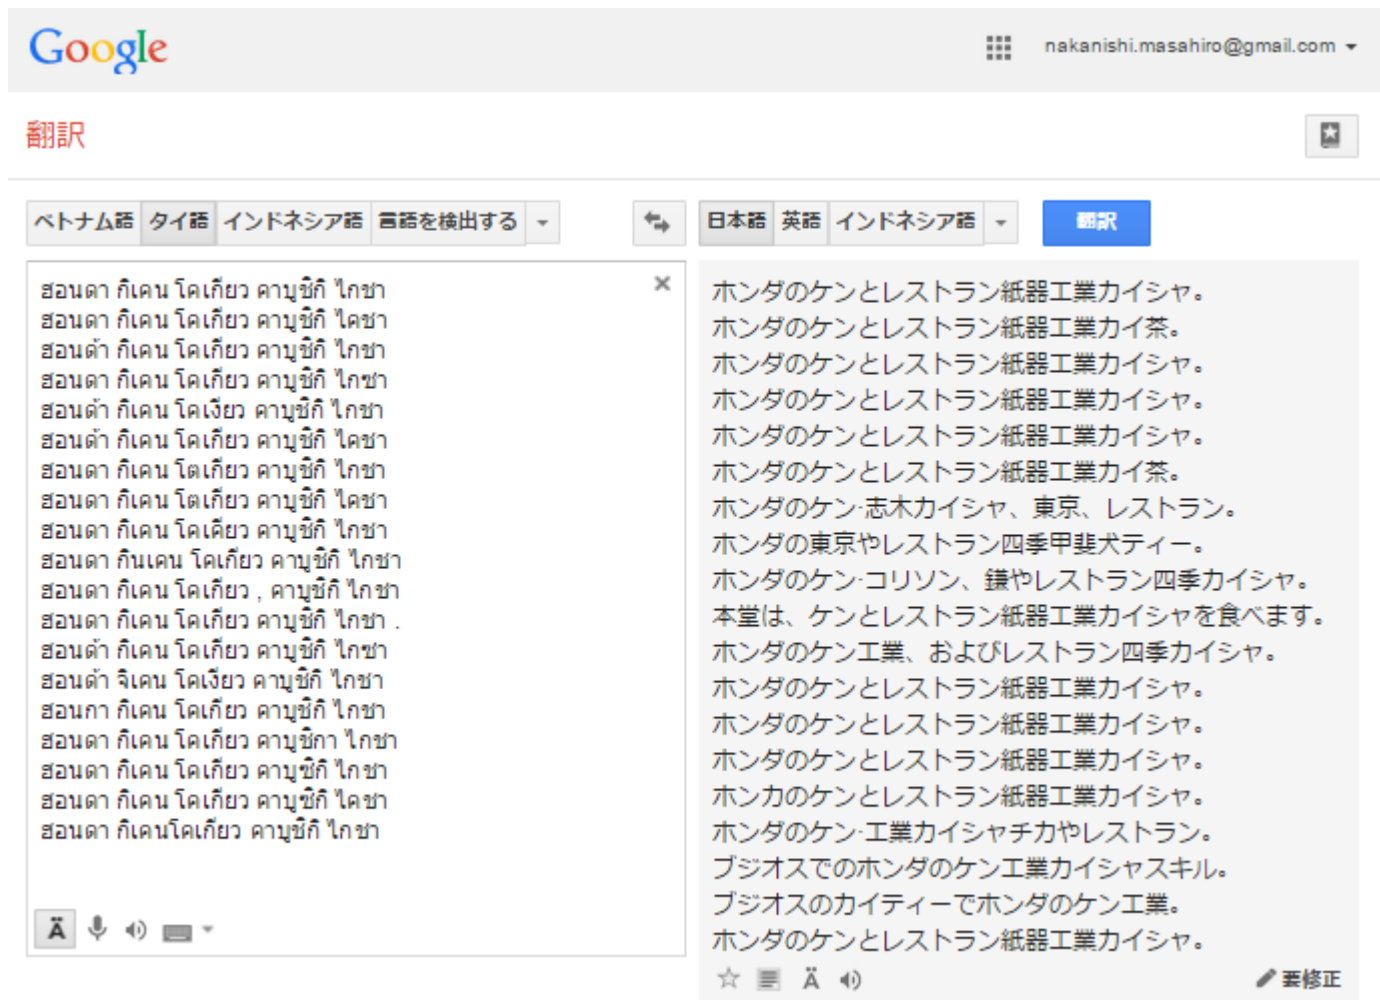 Google
nakanishi.masahiro@gmail.com
翻訳
ベトナム語 タイ語 インドネシア語 言語を検出する
日本語 英語 インドネシア語 翻訳
ฮอนดา กิเคน โคเกียว คาบูชิกิ ไกชา
ฮอนดา กิเคน โคเกียว คาบูชิกิ ไคชา
ฮอนด้า กิเคน โคเกียว คาบูชิกิ ไกชา
ฮอนดา กิเคน โคเกียว คาบูชิกิ ไกซา
ฮอนด้า กิเคน โคเงียว คาบูชิกิ ไกชา
ฮอนด้า กิเคน โคเกียว คาบูชิกิ ไคชา
ฮอนดา กิเคน โตเกียว คาบูชิกิ ไกชา
ฮอนดา กิเคน โตเกียว คาบูชิกิ ไคชา
ฮอนดา กิเคน โคเคียว คาบูชิกิ ไกชา
ฮอนดา กินเคน โคเกียว คาบูชิกิ ไกชา
ฮอนดา กิเคน โคเกียว , คาบูชิกิ ไกชา
ฮอนดา กิเคน โคเกียว คาบูชิกิ ไกชา .
ฮอนด้า กิเคน โคเกียว คาบูชิกิ ไกซา
ฮอนด้า จิเคน โคเงียว คาบูชิกิ ไกชา
ฮอนกา กิเคน โคเกียว คาบูชิกิ ไกชา
ฮอนดา กิเคน โคเกียว คาบูชิกา ไกชา
ฮอนดา กิเคน โคเกียว คาบูซิกิ ไกชา
ฮอนดา กิเคน โคเกียว คาบูซิกิ ไคชา
ฮอนดา กิเคนโคเกียว คาบูชิกิ ไกชา
Ä
ホンダのケンとレストラン紙器工業カイシャ。
ホンダのケンとレストラン紙器工業カイ茶。
ホンダのケンとレストラン紙器工業カイシャ。
ホンダのケンとレストラン紙器工業カイシャ。
ホンダのケンとレストラン紙器工業カイシャ。
ホンダのケンとレストラン紙器工業カイ茶。
ホンダのケン·志木カイシャ、東京、レストラン。
ホンダの東京やレストラン四季甲斐犬ティー。
ホンダのケン·コリソン、鎌やレストラン四季カイシャ。
本堂は、ケンとレストラン紙器工業カイシャを食べます。
ホンダのケン工業、およびレストラン四季カイシャ。
ホンダのケンとレストラン紙器工業カイシャ。
ホンダのケンとレストラン紙器工業カイシャ。
ホンダのケンとレストラン紙器工業カイシャ。
ホンカのケンとレストラン紙器工業カイシャ。
ホンダのケン·工業カイシャチカやレストラン。
ブジオスでのホンダのケン工業カイシャスキル。
ブジオスのカイティーでホンダのケン工業。
ホンダのケンとレストラン紙器工業カイシャ。
Ä 要修正